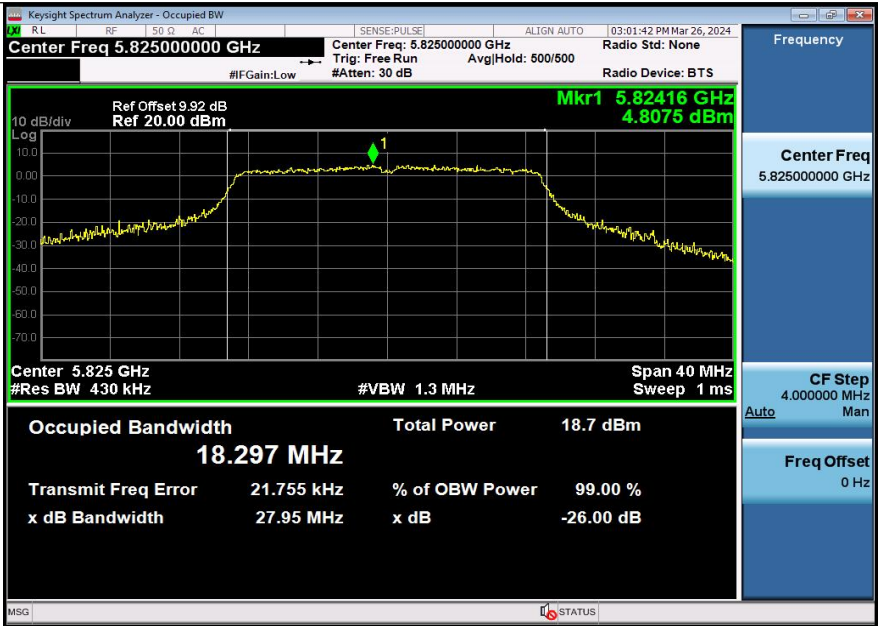 Keysight Spectrum Analyzer - Occupied BW
LXI RL RF 50 Ω AC SENSE:PULSE ALIGN AUTO 03:01:42 PM Mar 26, 2024
Center Freq 5.825000000 GHz Center Freq: 5.825000000 GHz Radio Std: None
Trig: Free Run Avg|Hold: 500/500
#IFGain:Low #Atten: 30 dB Radio Device: BTS
Frequency
Ref Offset 9.92 dB Mkr1 5.82416 GHz
10 dB/div Ref 20.00 dBm 4.8075 dBm
Log
1
10.0
0.00
-10.0
-20.0
-30.0
-40.0
-50.0
-60.0
-70.0
Center 5.825 GHz Span 40 MHz
#Res BW 430 kHz #VBW 1.3 MHz Sweep 1 ms
Occupied Bandwidth Total Power 18.7 dBm
18.297 MHz
Transmit Freq Error 21.755 kHz % of OBW Power 99.00 %
x dB Bandwidth 27.95 MHz x dB -26.00 dB
Center Freq
5.825000000 GHz
CF Step
4.000000 MHz
Auto Man
Freq Offset
0 Hz
MSG STATUS